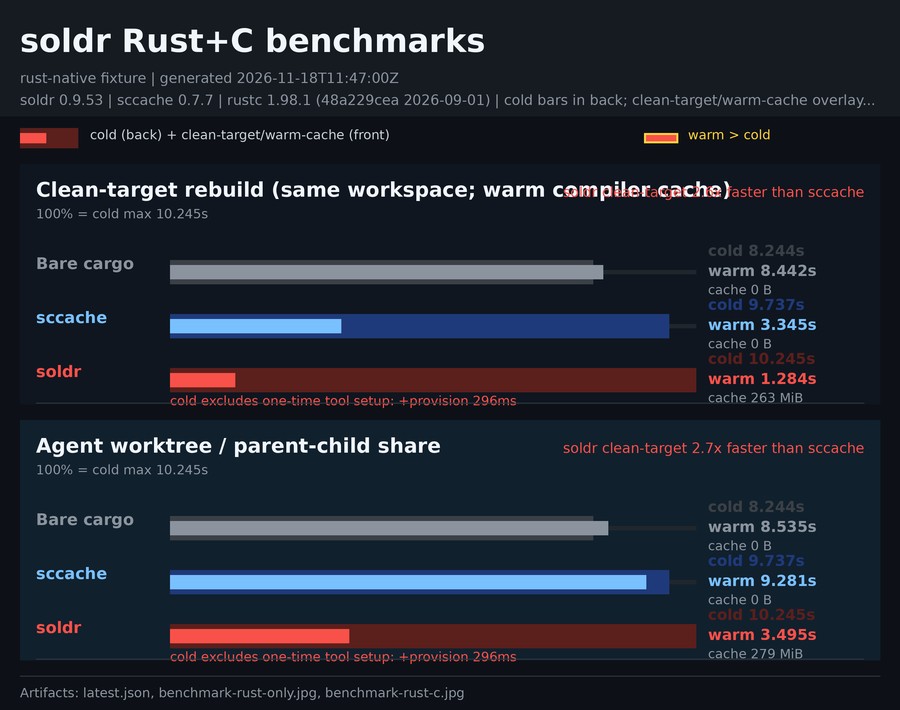 soldr Rust+C benchmarks
rust-native fixture | generated 2026-11-18T11:47:00Z
soldr 0.9.53 | sccache 0.7.7 | rustc 1.98.1 (48a229cea 2026-09-01) | cold bars in back; clean-target/warm-cache overlay...
cold (back) + clean-target/warm-cache (front)
warm > cold
Clean-target rebuild (same workspace; warm compiler cache)
soldr clean-target 2.6x faster than sccache
100% = cold max 10.245s
Bare cargo
cold 8.244s
warm 8.442s
cache 0 B
sccache
cold 9.737s
warm 3.345s
cache 0 B
soldr
cold 10.245s
warm 1.284s
cache 263 MiB
cold excludes one-time tool setup: +provision 296ms
Agent worktree / parent-child share
soldr clean-target 2.7x faster than sccache
100% = cold max 10.245s
Bare cargo
cold 8.244s
warm 8.535s
cache 0 B
sccache
cold 9.737s
warm 9.281s
cache 0 B
soldr
cold 10.245s
warm 3.495s
cache 279 MiB
cold excludes one-time tool setup: +provision 296ms
Artifacts: latest.json, benchmark-rust-only.jpg, benchmark-rust-c.jpg